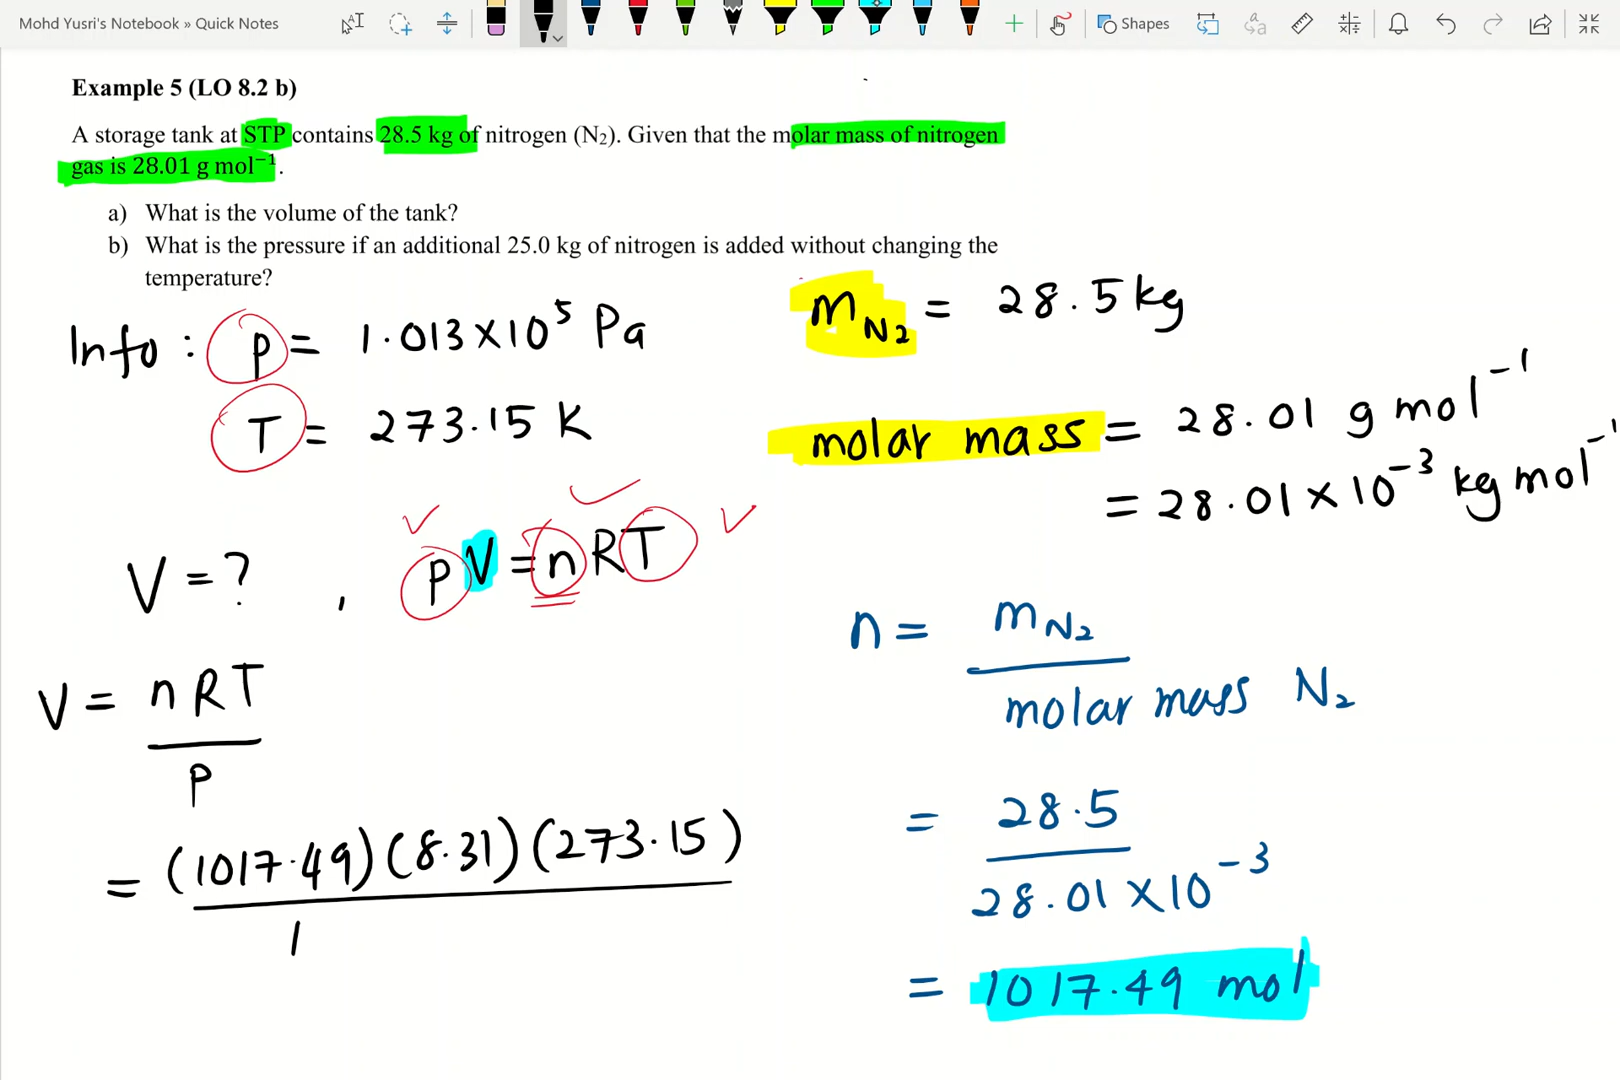 Mohd Yusri's Notebook » Quick Notes
Shapes
Example 5 (LO 8.2 b)
A storage tank at STP contains 28.5 kg of nitrogen (N₂). Given that the molar mass of nitrogen
gas is 28.01 g mol⁻¹.
a) What is the volume of the tank?
b) What is the pressure if an additional 25.0 kg of nitrogen is added without changing the
temperature?
Info : p = 1.013 × 10⁵ Pa
T = 273.15 K
V = ? , pV = nRT
V = nRT
P
= (1017.49)(8.31)(273.15)
1
m N₂ = 28.5 kg
molar mass = 28.01 g mol⁻¹
= 28.01 × 10⁻³ kg mol⁻¹
n = m N₂
molar mass N₂
= 28.5
28.01 × 10⁻³
= 1017.49 mol